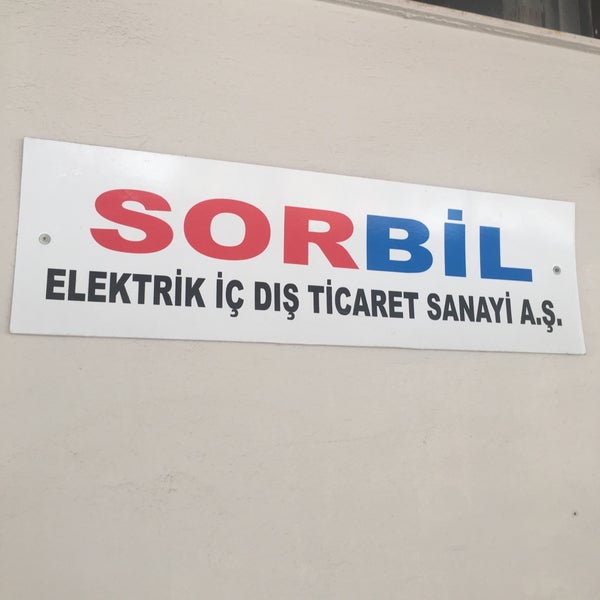 SORBİL
ELEKTRİK İÇ DIŞ TİCARET SANAYİ A.Ş.